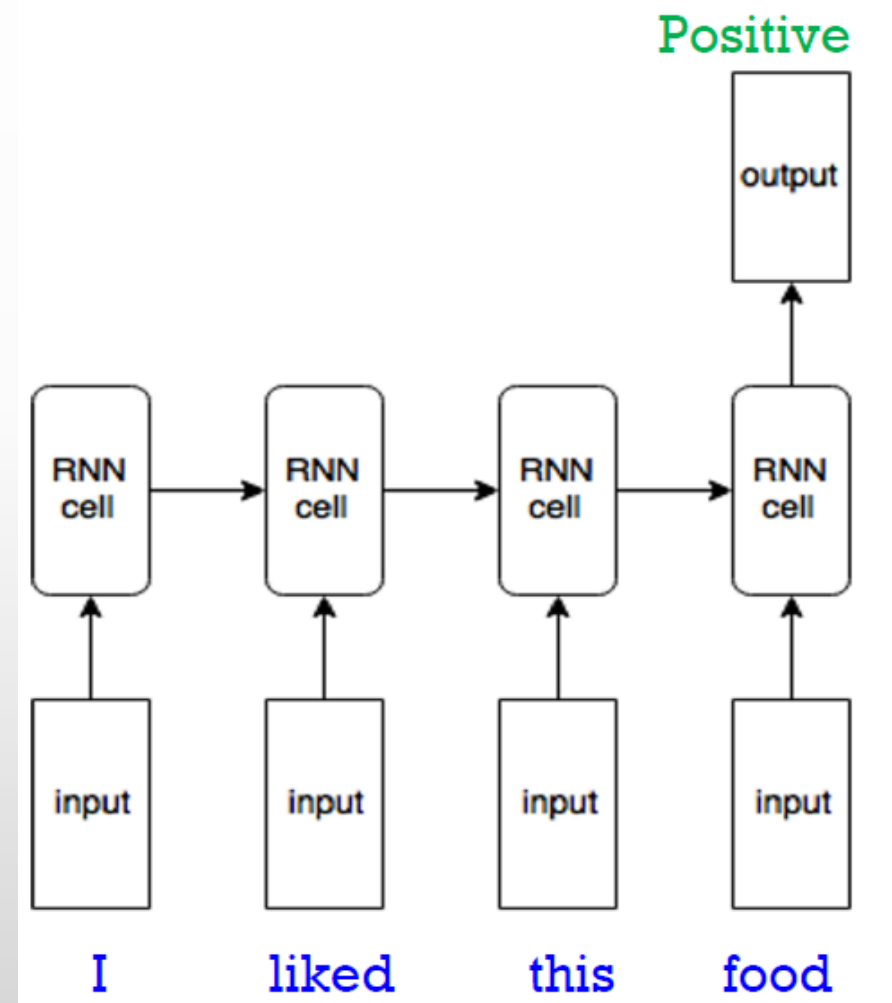 Positive
output
RNN
cell
RNN
cell
RNN
cell
RNN
cell
input
input
input
input
I liked this food